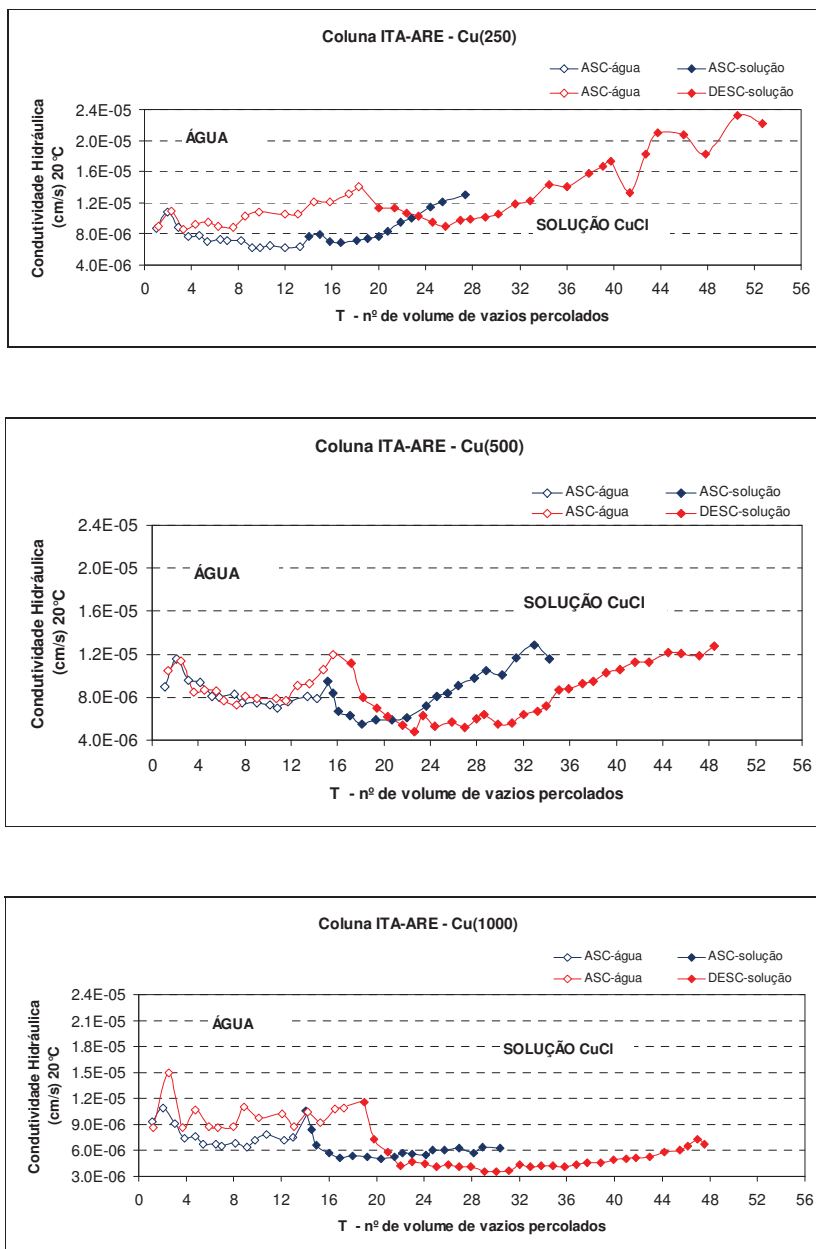 Coluna ITA-ARE - Cu(250)
ASC-água
ASC-solução
ASC-água
DESC-solução
Condutividade Hidráulica
(cm/s) 20°C
2.4E-05
2.0E-05
1.6E-05
1.2E-05
8.0E-06
4.0E-06
ÁGUA
SOLUÇÃO CuCl
0 4 8 12 16 20 24 28 32 36 40 44 48 52 56
T - nº de volume de vazios percolados
Coluna ITA-ARE - Cu(500)
ASC-água
ASC-solução
ASC-água
DESC-solução
Condutividade Hidráulica
(cm/s) 20°C
2.4E-05
2.0E-05
1.6E-05
1.2E-05
8.0E-06
4.0E-06
ÁGUA
SOLUÇÃO CuCl
0 4 8 12 16 20 24 28 32 36 40 44 48 52 56
T - nº de volume de vazios percolados
Coluna ITA-ARE - Cu(1000)
ASC-água
ASC-solução
ASC-água
DESC-solução
Condutividade Hidráulica
(cm/s) 20°C
2.4E-05
2.1E-05
1.8E-05
1.5E-05
1.2E-05
9.0E-06
6.0E-06
3.0E-06
ÁGUA
SOLUÇÃO CuCl
0 4 8 12 16 20 24 28 32 36 40 44 48 52 56
T - nº de volume de vazios percolados